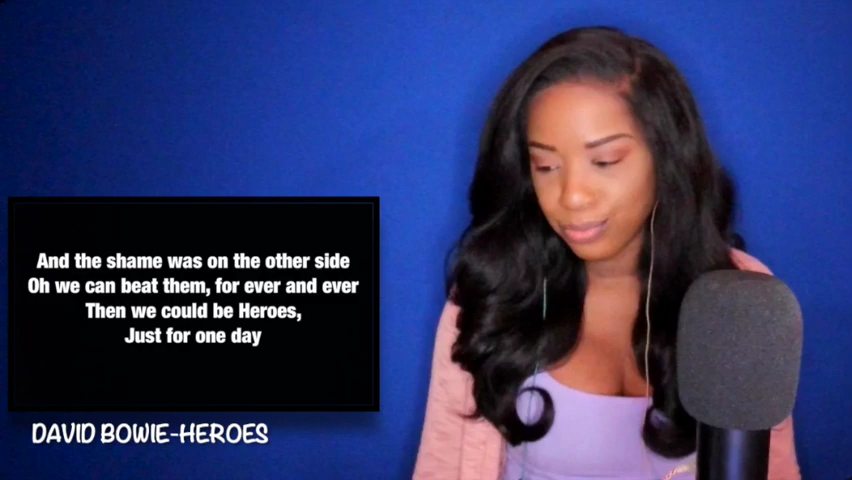 And the shame was on the other side
Oh we can beat them, for ever and ever
Then we could be Heroes,
Just for one day
DAVID BOWIE-HEROES